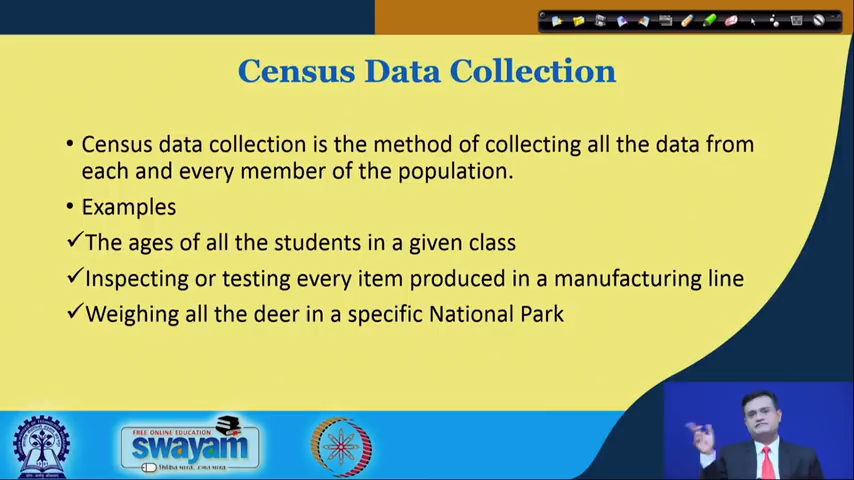 Census Data Collection
• Census data collection is the method of collecting all the data from
each and every member of the population.
• Examples
✓The ages of all the students in a given class
✓Inspecting or testing every item produced in a manufacturing line
✓Weighing all the deer in a specific National Park
FREE ONLINE EDUCATION
swayam